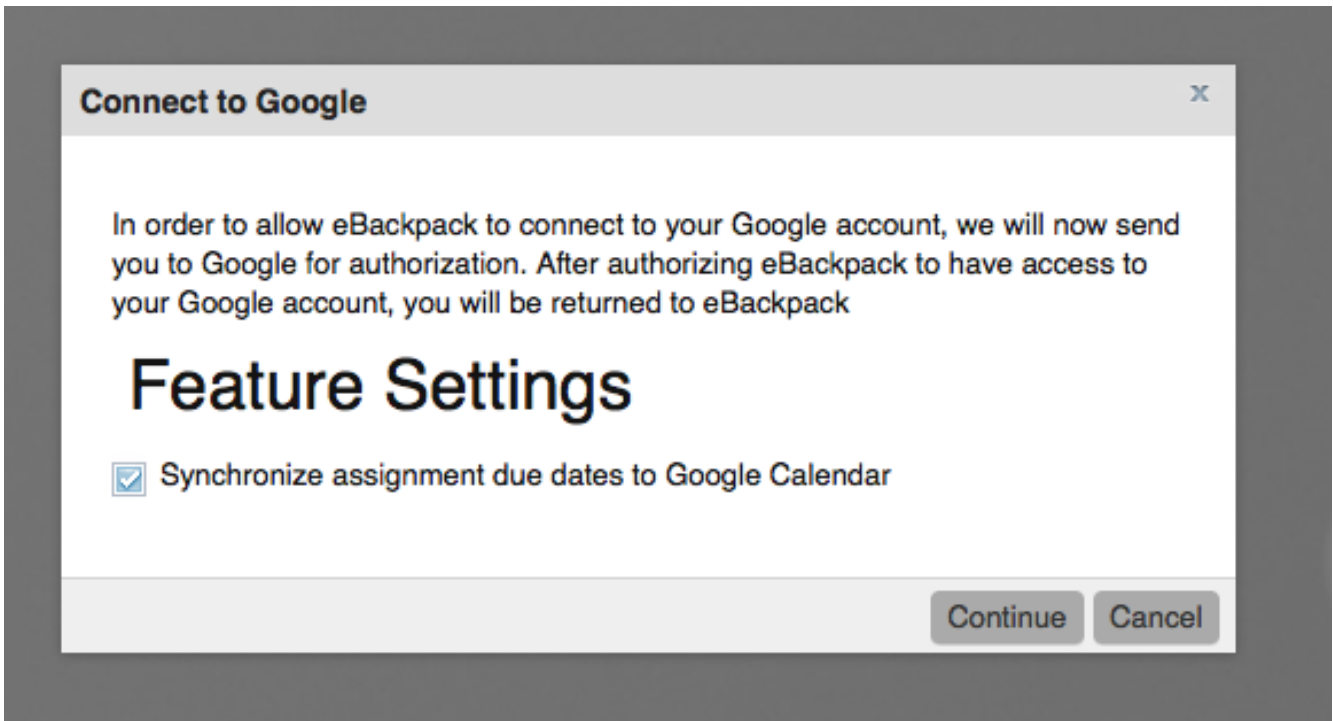 Connect to Google
x
In order to allow eBackpack to connect to your Google account, we will now send
you to Google for authorization. After authorizing eBackpack to have access to
your Google account, you will be returned to eBackpack
Feature Settings
Synchronize assignment due dates to Google Calendar
Continue Cancel